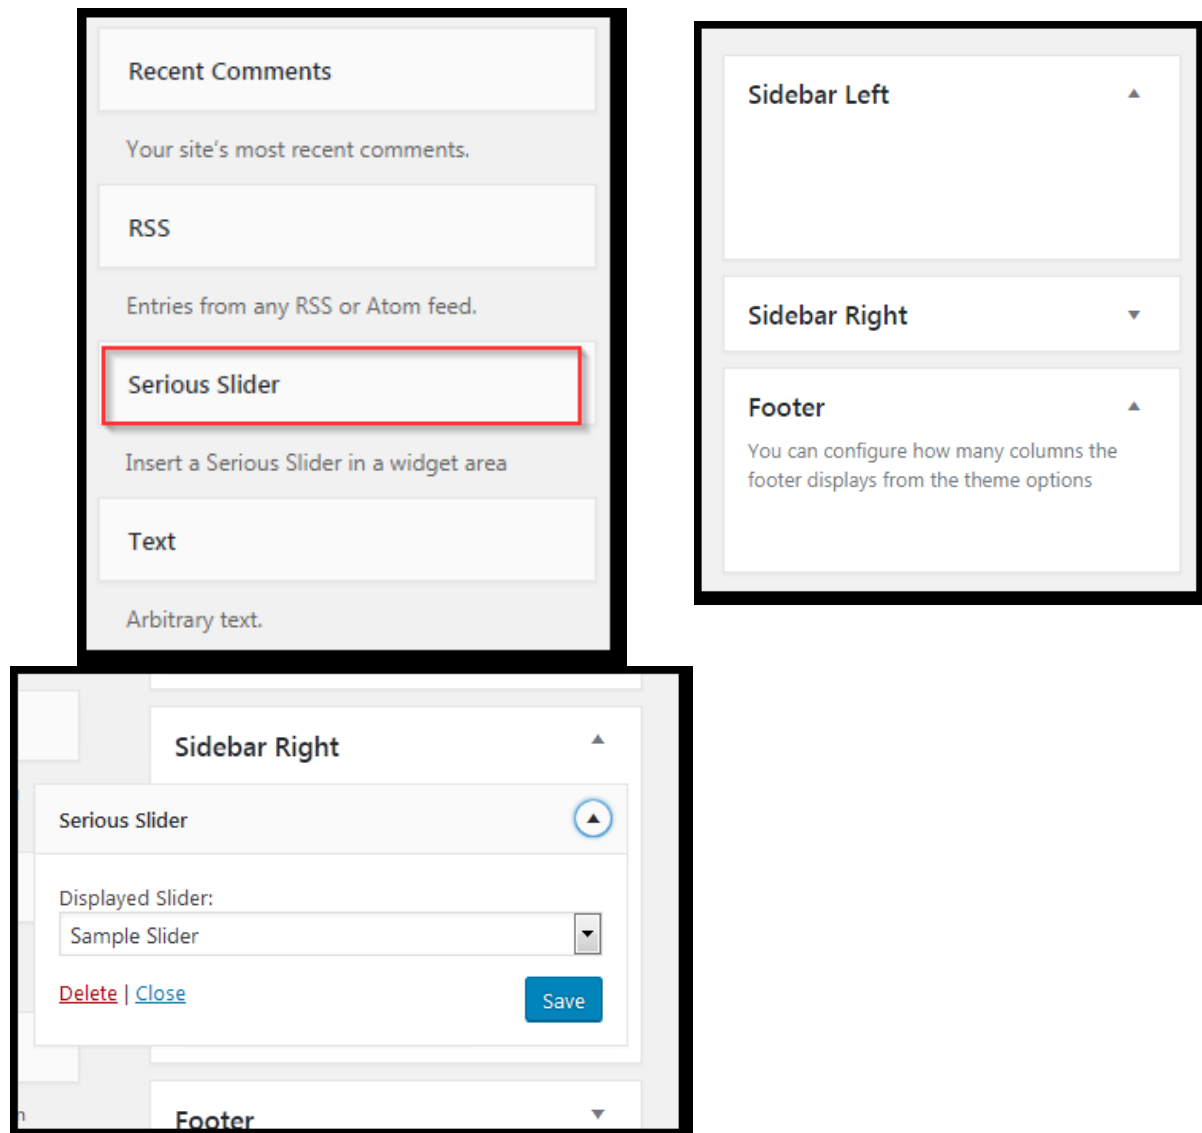 Recent Comments
Your site's most recent comments.
RSS
Entries from any RSS or Atom feed.
Serious Slider
Insert a Serious Slider in a widget area
Text
Arbitrary text.
Sidebar Left
Sidebar Right
Footer
You can configure how many columns the
footer displays from the theme options
Sidebar Right
Serious Slider
Displayed Slider:
Sample Slider
Delete | Close
Save
Footer